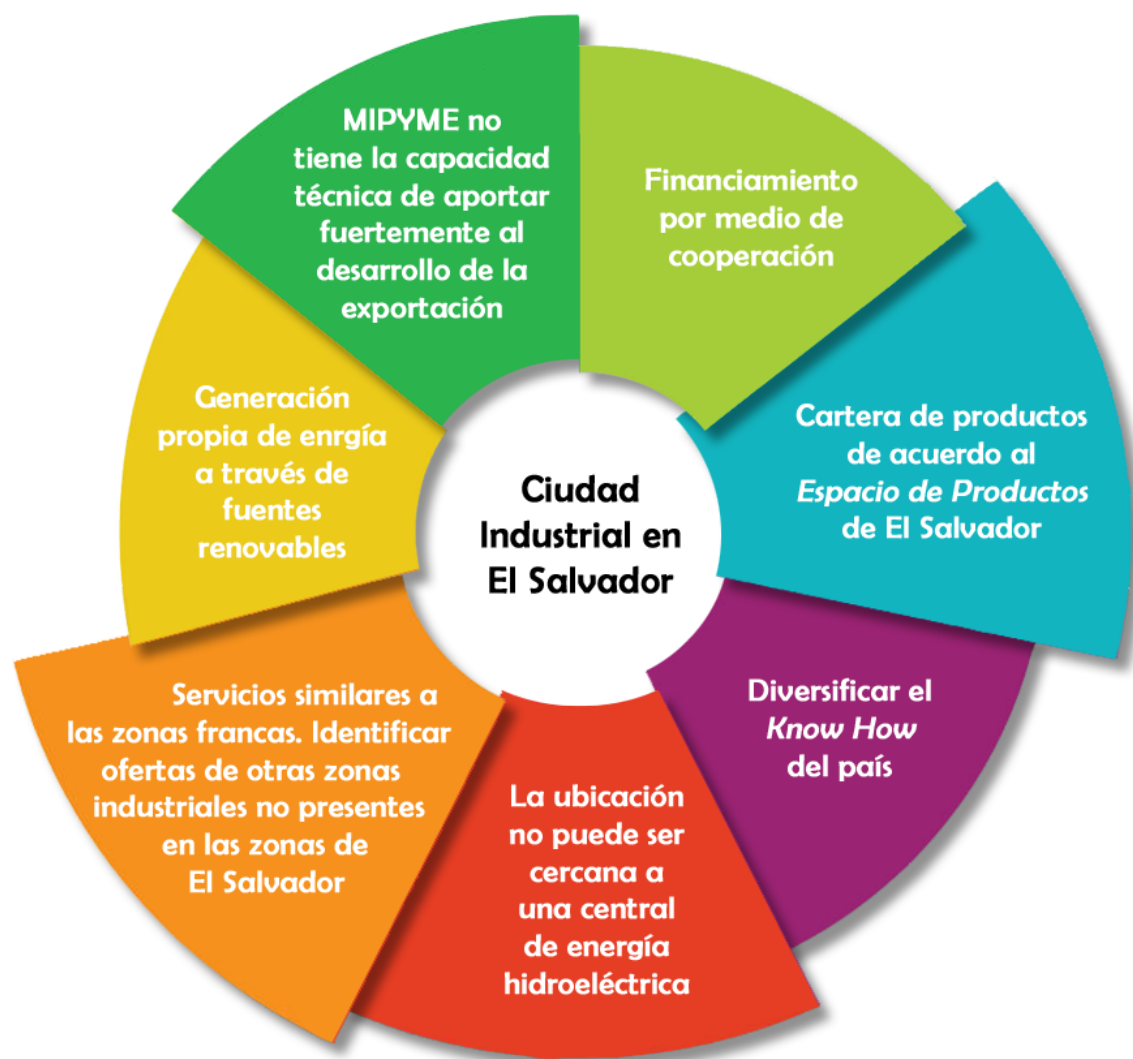 MIPYME no
tiene la capacidad
técnica de aportar
fuertemente al
desarrollo de la
exportación
Financiamiento
por medio de
cooperación
Cartera de productos
de acuerdo al
Espacio de Productos
de El Salvador
Diversificar el
Know How
del país
La ubicación
no puede ser
cercana a
una central
de energía
hidroeléctrica
Servicios similares a
las zonas francas. Identificar
ofertas de otras zonas
industriales no presentes
en las zonas de
El Salvador
Generación
propia de enrgía
a través de
fuentes
renovables
Ciudad
Industrial en
El Salvador